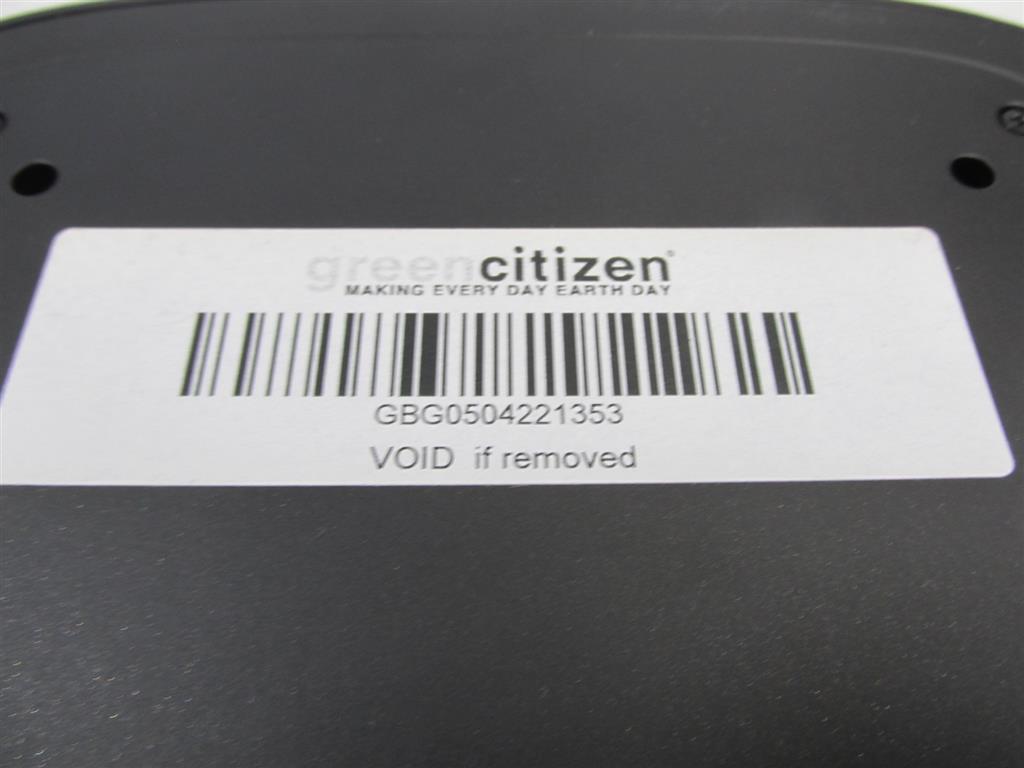 greencitizen®
MAKING EVERY DAY EARTH DAY
GBG0504221353
VOID if removed